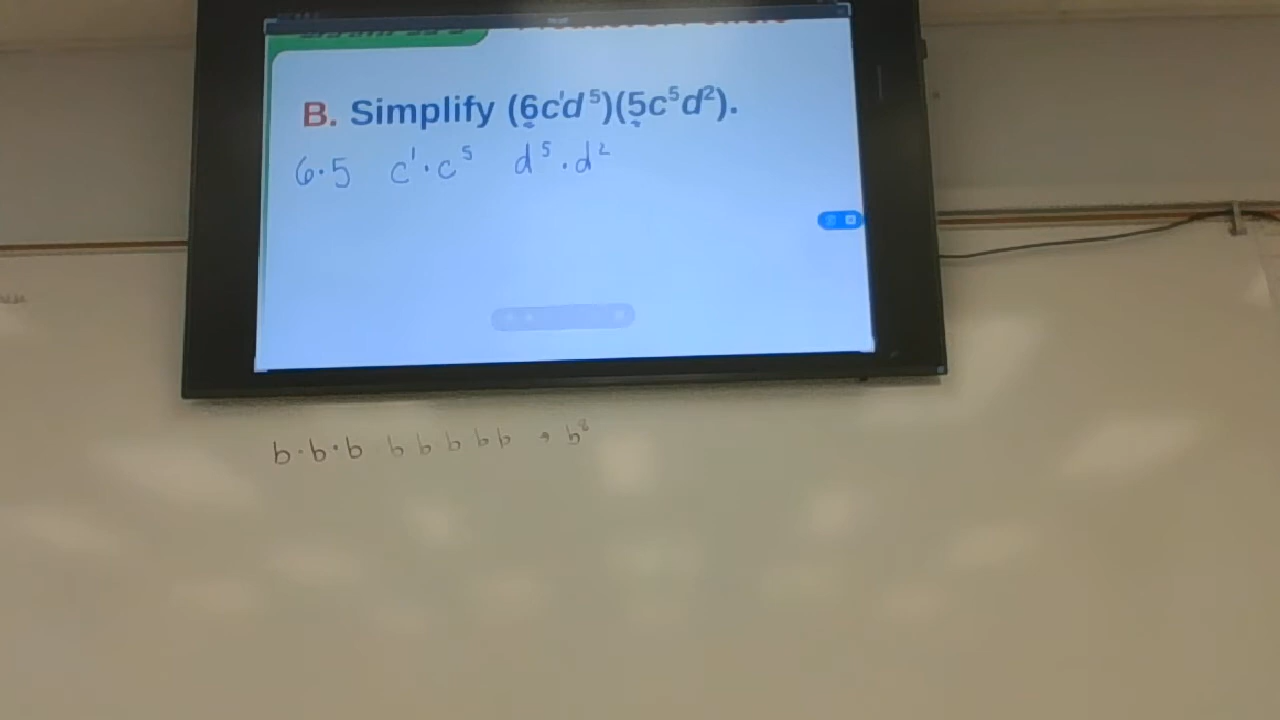 B. Simplify (6c¹d⁵)(5c⁵d²).
6·5 c¹·c⁵ d⁵·d²
b·b·b b b b b b · b⁸